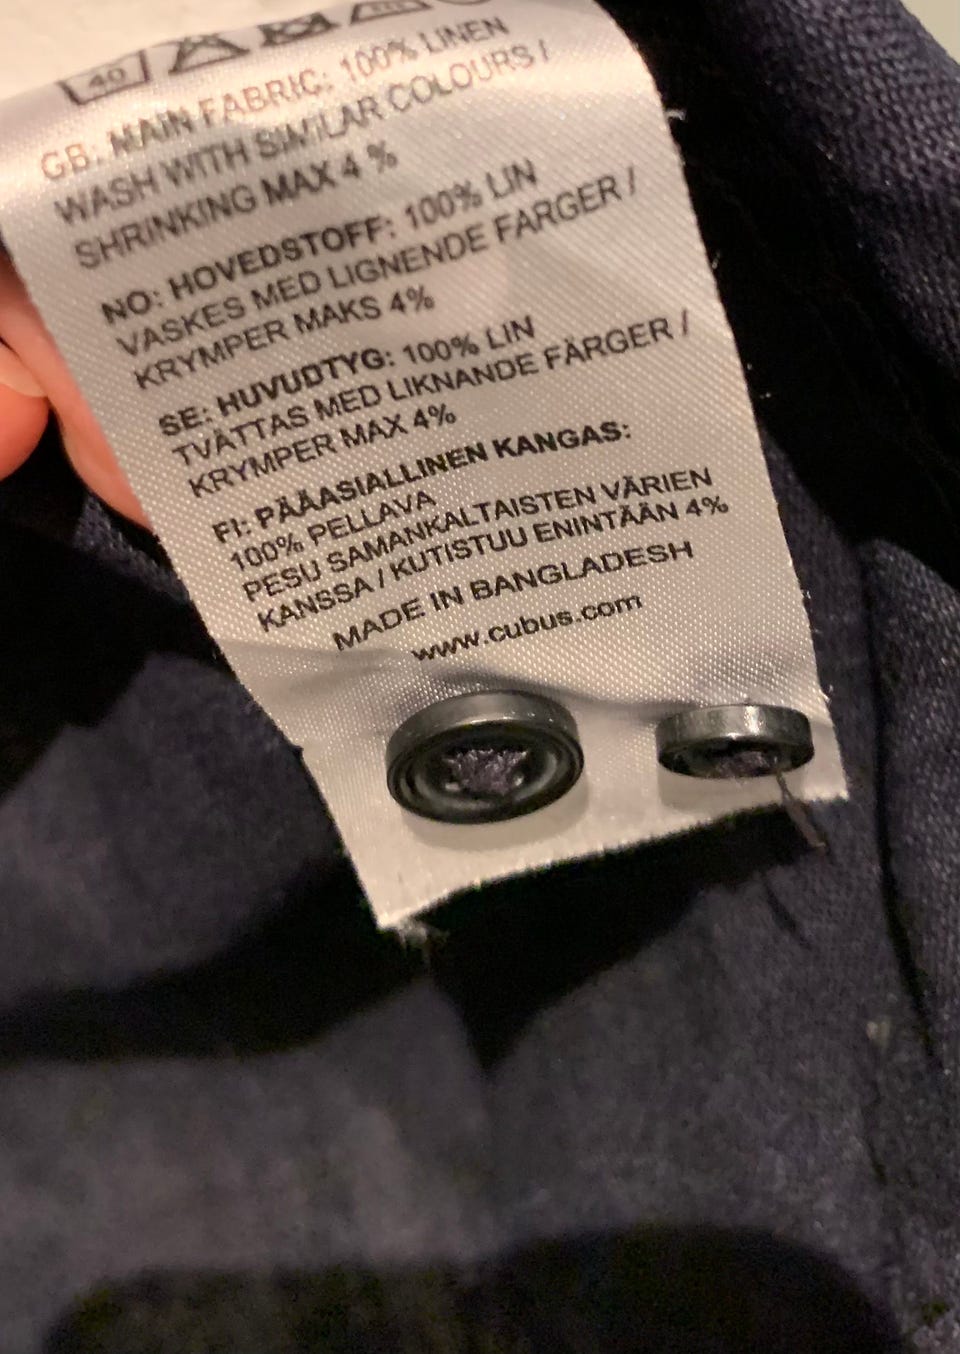 40
GB: MAIN FABRIC: 100% LINEN
WASH WITH SIMILAR COLOURS /
SHRINKING MAX 4 %
NO: HOVEDSTOFF: 100% LIN
VASKES MED LIGNENDE FARGER /
KRYMPER MAKS 4%
SE: HUVUDTYG: 100% LIN
TVÄTTAS MED LIKNANDE FÄRGER /
KRYMPER MAX 4%
FI: PÄÄASIALLINEN KANGAS:
100% PELLAVA
PESU SAMANKALTAISTEN VÄRIEN
KANSSA / KUTISTUU ENINTÄÄN 4%
MADE IN BANGLADESH
www.cubus.com